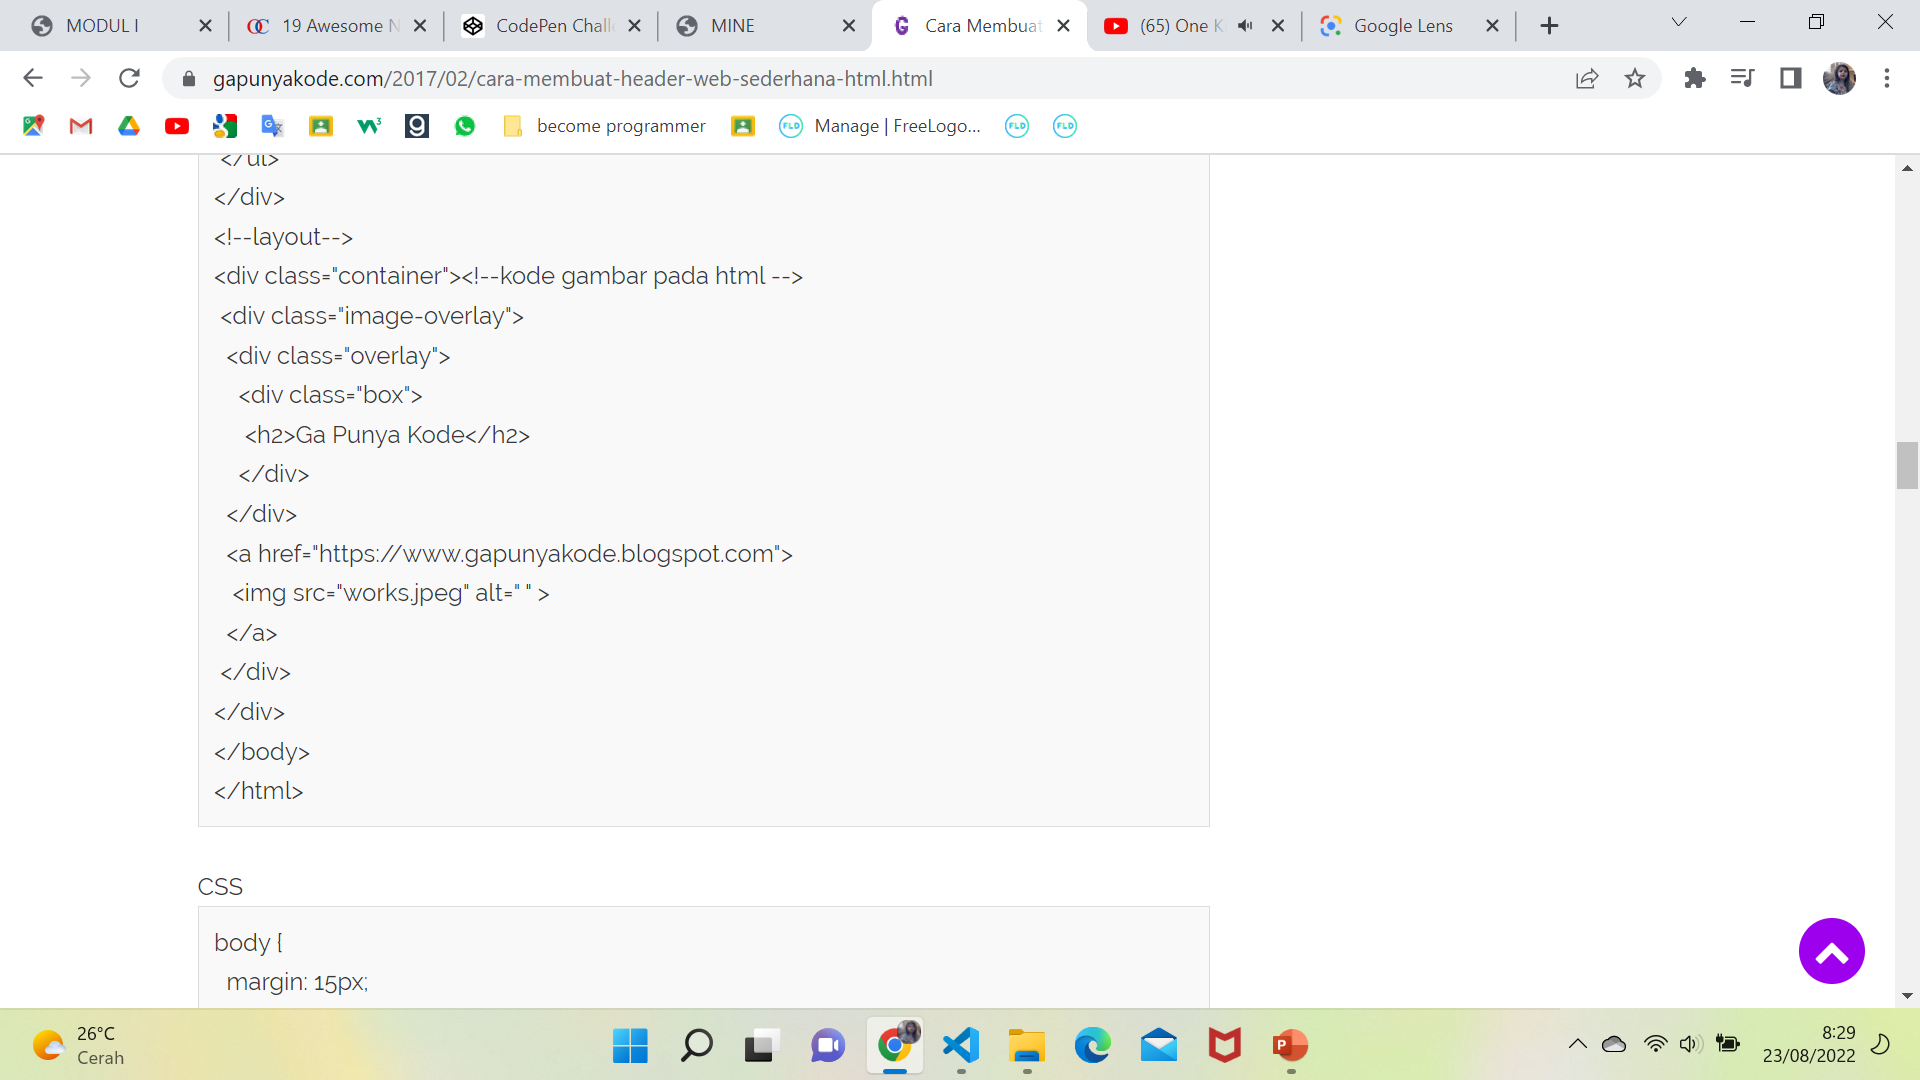 MODUL I
19 Awesome N
CodePen Chall
MINE
Cara Membuat
(65) One K
Google Lens
gapunyakode.com/2017/02/cara-membuat-header-web-sederhana-html.html
become programmer
FLD
Manage | FreeLogo...
FLD
FLD
</ul>
</div>
<!--layout-->
<div class="container"><!--kode gambar pada html -->
<div class="image-overlay">
<div class="overlay">
<div class="box">
<h2>Ga Punya Kode</h2>
</div>
</div>
<a href="https://www.gapunyakode.blogspot.com">
<img src="works.jpeg" alt=" " >
</a>
</div>
</div>
</body>
</html>
CSS
body {
margin: 15px;
26°C
Cerah
8:29
23/08/2022